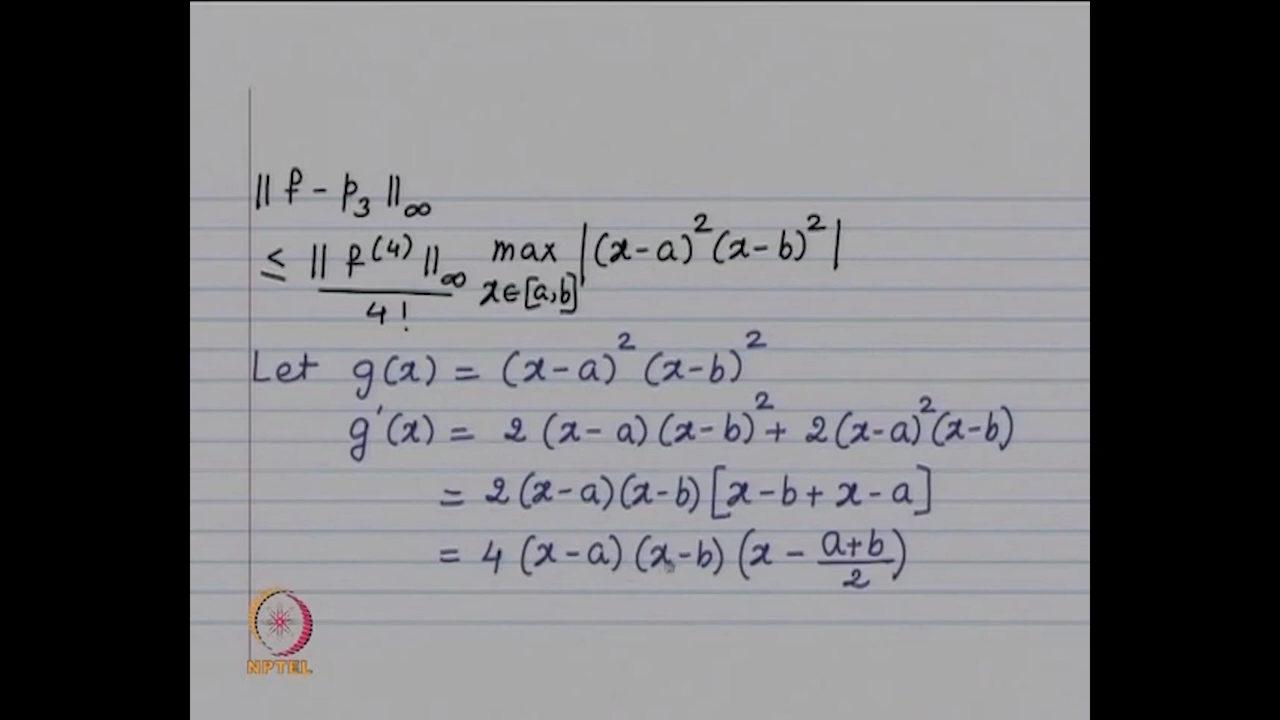 ‖ f - p₃ ‖∞
≤ ‖ f⁽⁴⁾ ‖∞ / 4! max x∈[a,b] |(x-a)²(x-b)²|
Let g(x) = (x-a)² (x-b)²
g'(x) = 2 (x-a)(x-b)² + 2(x-a)²(x-b)
= 2(x-a)(x-b)[x-b+x-a]
= 4 (x-a)(x-b)(x - (a+b)/2)
NPTEL